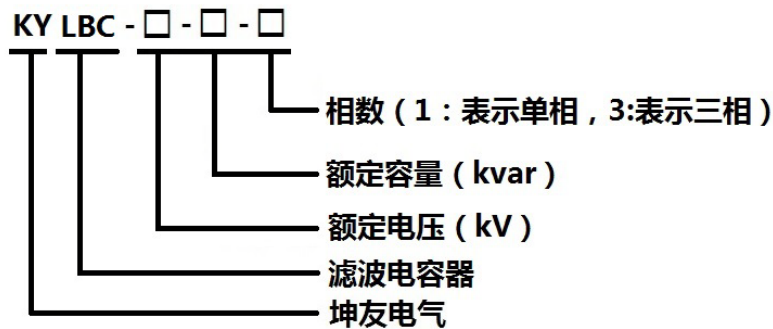 KY LBC - □ - □ - □
相数（1：表示单相，3:表示三相）
额定容量（kvar）
额定电压（kV）
滤波电容器
坤友电气